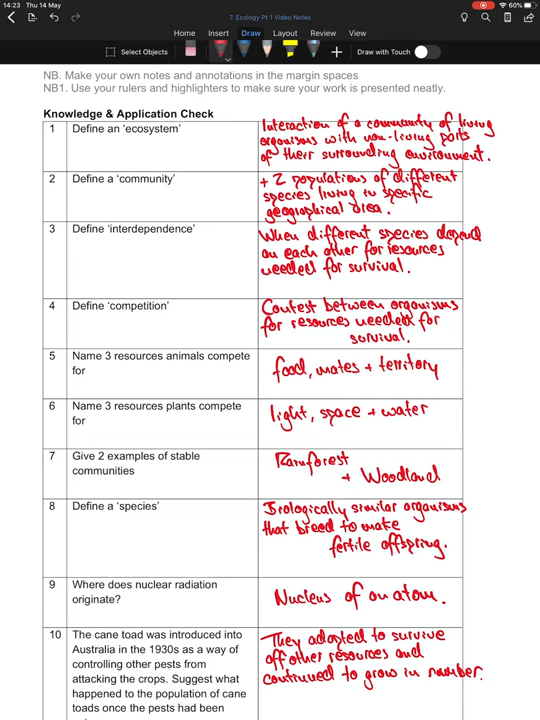 14:23 Thu 14 May
60%
7. Ecology Pt 1 Video Notes
Home Insert Draw Layout Review View
Select Objects
Draw with Touch
NB. Make your own notes and annotations in the margin spaces
NB1. Use your rulers and highlighters to make sure your work is presented neatly.
Knowledge & Application Check
1 Define an ‘ecosystem’
Interaction of a community of living
organisms with non-living parts
of their surrounding environment.
2 Define a ‘community’
+2 populations of different
species living in specific
geographical area.
3 Define ‘interdependence’
When different species depend
on each other for resources
needed for survival.
4 Define ‘competition’
Contest between organisms
for resources needed for
survival.
5 Name 3 resources animals compete
for
food, mates + territory
6 Name 3 resources plants compete
for
light, space + water
7 Give 2 examples of stable
communities
Rainforest
+ Woodland
8 Define a ‘species’
Biologically similar organisms
that breed to make
fertile offspring.
9 Where does nuclear radiation
originate?
Nucleus of an atom.
10 The cane toad was introduced into
Australia in the 1930s as a way of
controlling other pests from
attacking the crops. Suggest what
happened to the population of cane
toads once the pests had been
They adapted to survive
off other resources and
continued to grow in number.